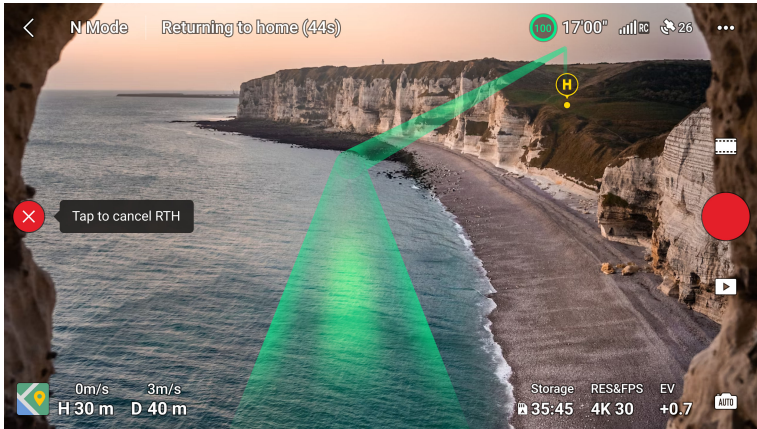 N Mode
Returning to home (44s)
100
17'00"
RC
26
H
Tap to cancel RTH
0m/s
3m/s
H 30 m
D 40 m
Storage
RES&FPS
EV
35:45
4K 30
+0.7
AUTO